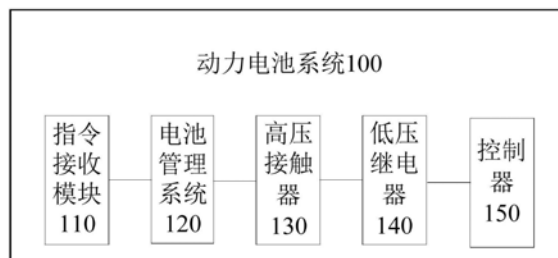 动力电池系统100
指令
接收
模块
110
电池
管理
系统
120
高压
接触
器
130
低压
继电
器
140
控制
器
150